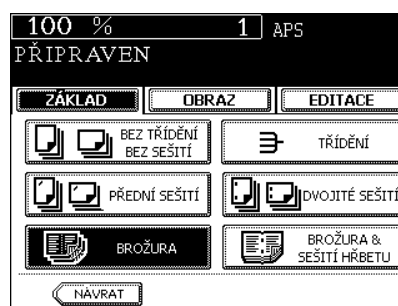 100 % 1 APS
PŘIPRAVEN
ZÁKLAD OBRAZ EDITACE
BEZ TŘÍDĚNÍ
BEZ SEŠITÍ
TŘÍDĚNÍ
PŘEDNÍ SEŠITÍ
DVOJITÉ SEŠITÍ
BROŽURA
BROŽURA &
SEŠITÍ HŘBETU
NÁVRAT